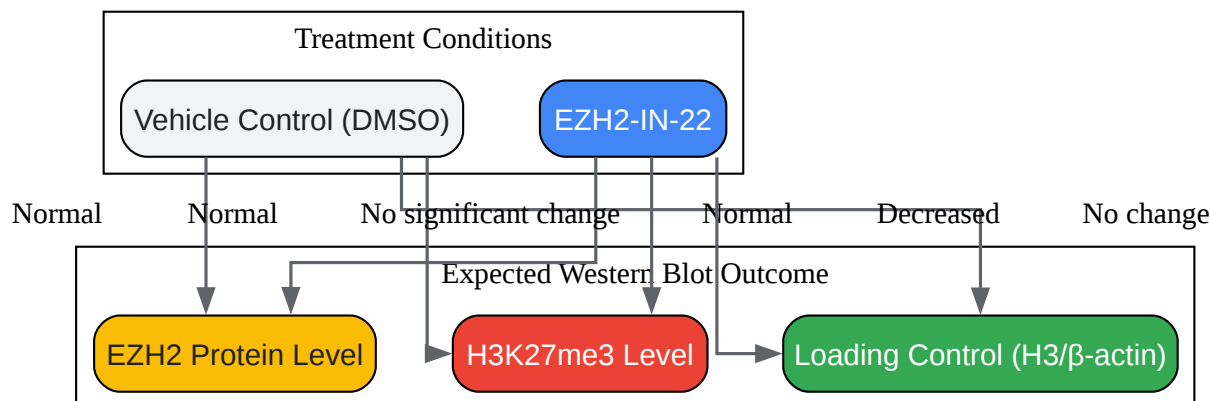 Treatment Conditions
Vehicle Control (DMSO)
EZH2-IN-22
Normal
Normal
No significant change
Normal
Decreased
No change
Expected Western Blot Outcome
EZH2 Protein Level
H3K27me3 Level
Loading Control (H3/β-actin)